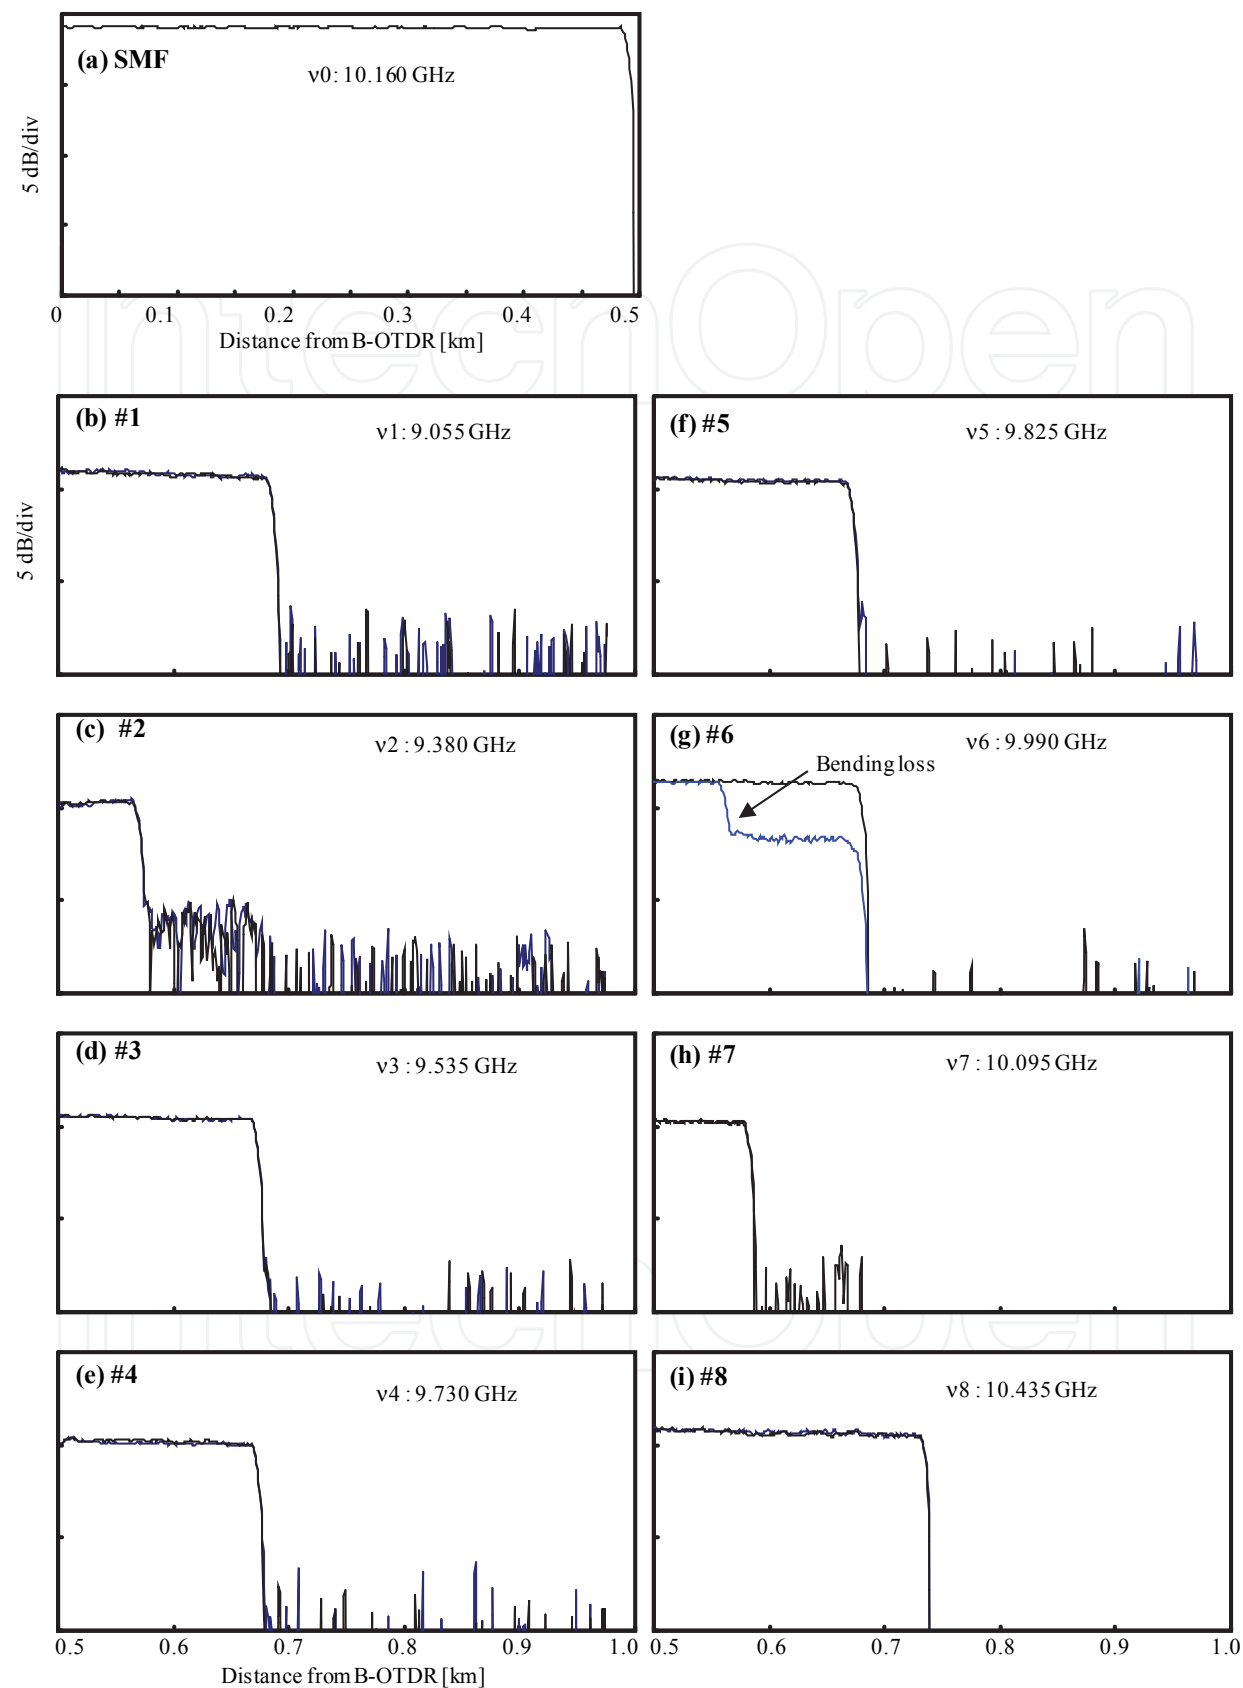 (a) SMF
ν0: 10.160 GHz
5 dB/div
0 0.1 0.2 0.3 0.4 0.5
Distance from B-OTDR [km]
IntechOpen
(b) #1
ν1: 9.055 GHz
5 dB/div
(f) #5
ν5 : 9.825 GHz
(c) #2
ν2 : 9.380 GHz
(g) #6
ν6 : 9.990 GHz
Bending loss
(d) #3
ν3 : 9.535 GHz
(h) #7
ν7 : 10.095 GHz
IntechOpen
(e) #4
ν4 : 9.730 GHz
(i) #8
ν8 : 10.435 GHz
0.5 0.6 0.7 0.8 0.9 1.0
0.5 0.6 0.7 0.8 0.9 1.0
Distance from B-OTDR [km]